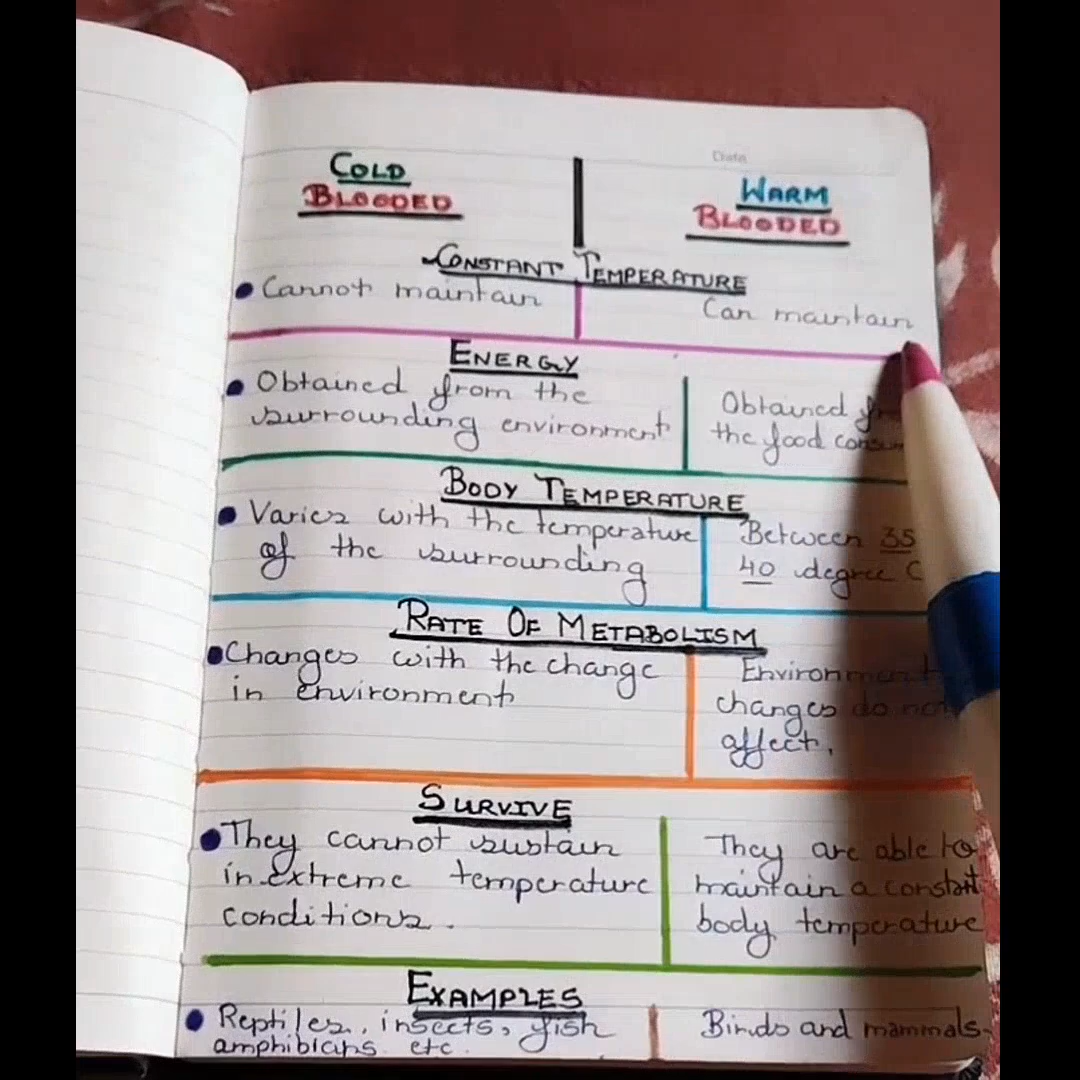 Date
COLD
BLOODED
WARM
BLOODED
CONSTANT TEMPERATURE
Cannot maintain
Can maintain
ENERGY
Obtained from the
surrounding environment
Obtained
the food
BODY TEMPERATURE
Varies with the temperature
of the surrounding
Between 35
40 degree C
RATE OF METABOLISM
Changes with the change
in environment
Environment
changes do not
affect.
SURVIVE
They cannot sustain
in extreme temperature
conditions.
They are able to
maintain a constant
body temperature
EXAMPLES
Reptiles, insects, fish
amphibians etc.
Birds and mammals.